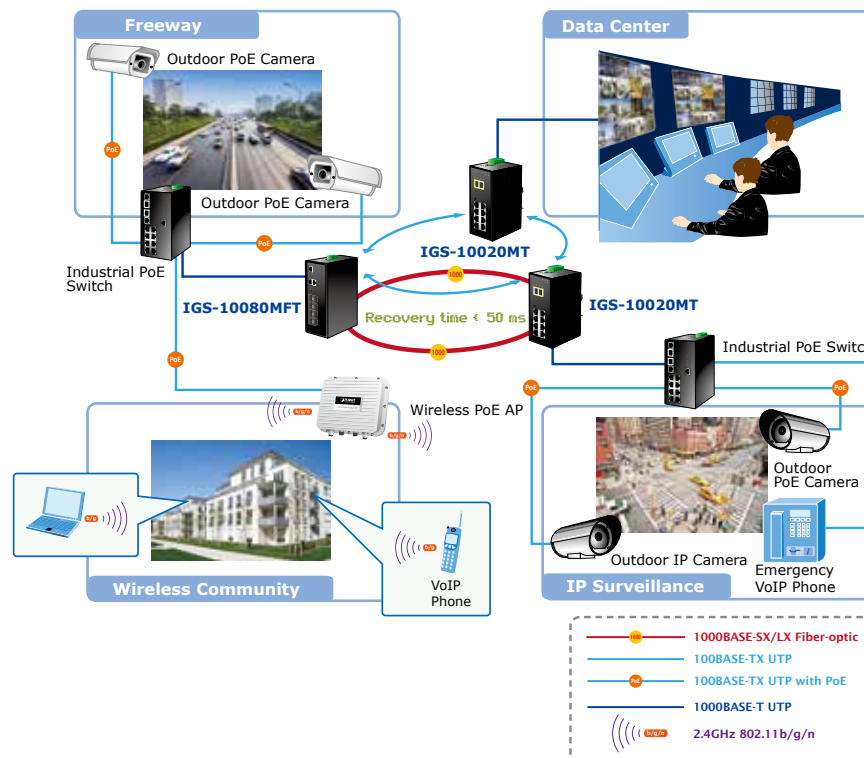 Freeway
Data Center
Outdoor PoE Camera
PoE
Outdoor PoE Camera
PoE
Industrial PoE
Switch
IGS-10020MT
1000
IGS-10080MFT
IGS-10020MT
Recovery time < 50 ms
1000
PoE
Industrial PoE Switc
PoE
PoE
b/g/n
Wireless PoE AP
b/g/n
b/g
b/g
VoIP
Phone
Wireless Community
Outdoor
PoE Camera
Outdoor IP Camera
Emergency
VoIP Phone
IP Surveillance
1000
1000BASE-SX/LX Fiber-optic
100BASE-TX UTP
PoE
100BASE-TX UTP with PoE
1000BASE-T UTP
b/g/n
2.4GHz 802.11b/g/n